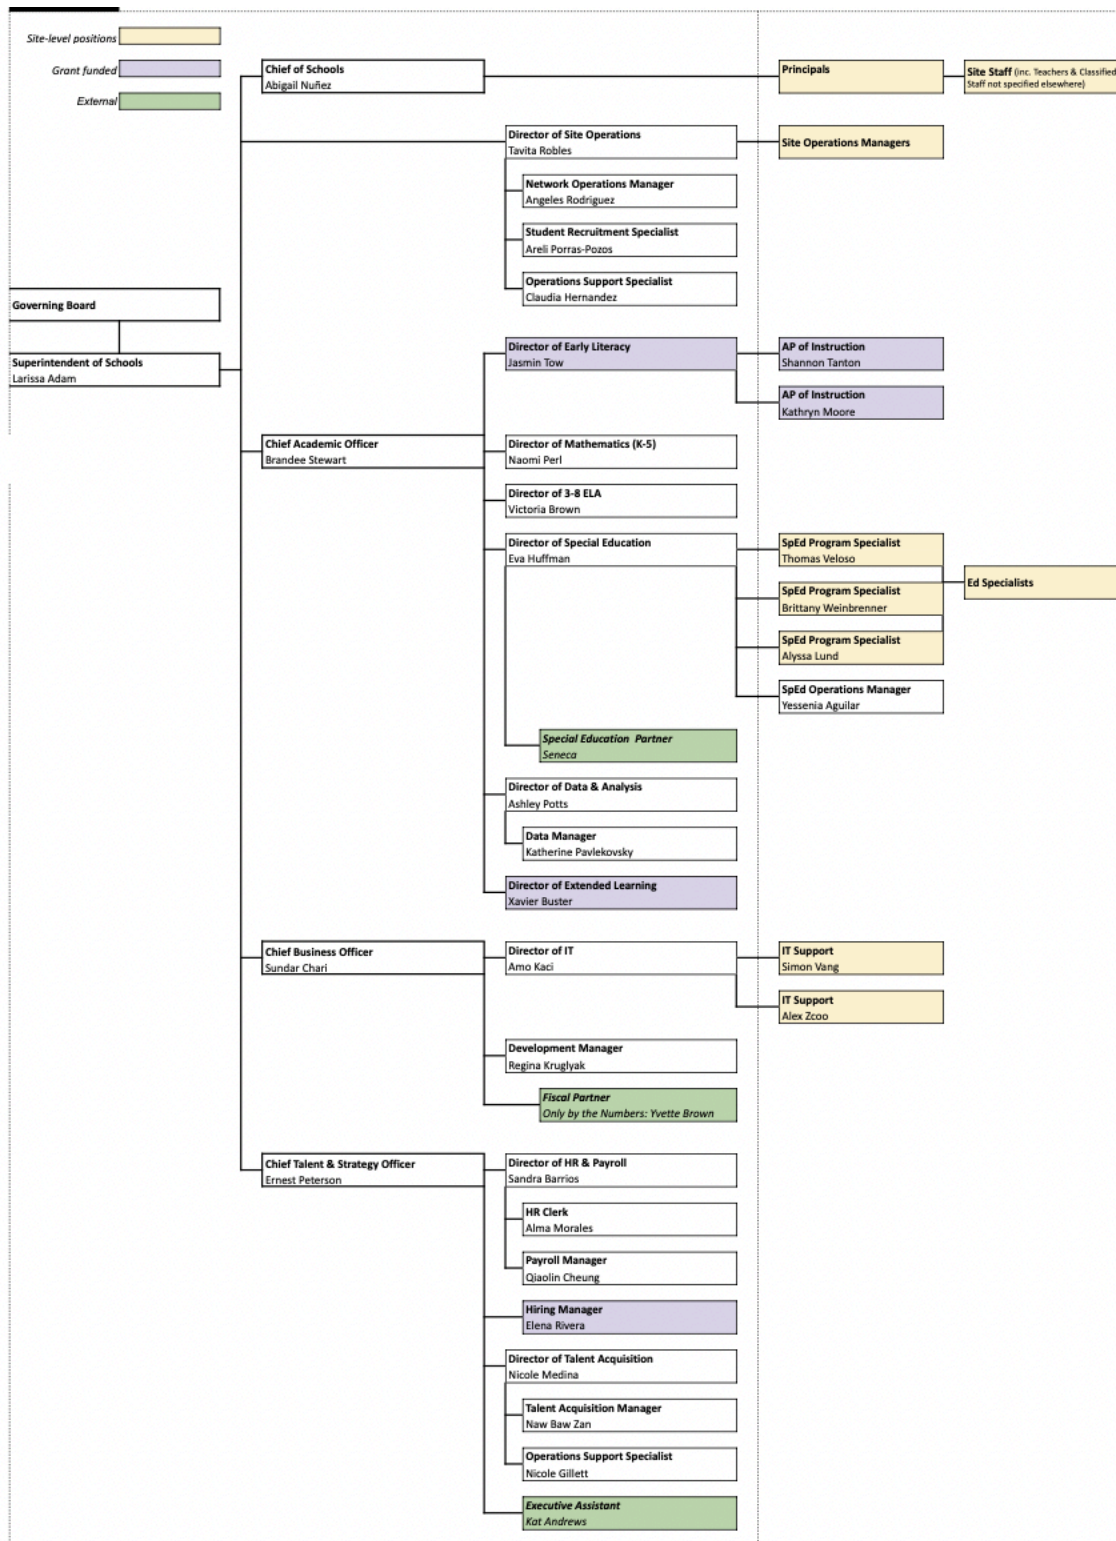 Site-level positions
Grant funded
External
Chief of Schools
Abigail Nuñez
Principals
Site Staff (inc. Teachers & Classified
Staff not specified elsewhere)
Director of Site Operations
Tavita Robles
Site Operations Managers
Network Operations Manager
Angeles Rodriguez
Student Recruitment Specialist
Areli Porras-Pozos
Operations Support Specialist
Claudia Hernandez
Governing Board
Superintendent of Schools
Larissa Adam
Director of Early Literacy
Jasmin Tow
AP of Instruction
Shannon Tanton
AP of Instruction
Kathryn Moore
Chief Academic Officer
Brandee Stewart
Director of Mathematics (K-5)
Naomi Perl
Director of 3-8 ELA
Victoria Brown
Director of Special Education
Eva Huffman
SpEd Program Specialist
Thomas Veloso
Ed Specialists
SpEd Program Specialist
Brittany Weinbrenner
SpEd Program Specialist
Alyssa Lund
SpEd Operations Manager
Yessenia Aguilar
Special Education Partner
Seneca
Director of Data & Analysis
Ashley Potts
Data Manager
Katherine Pavlekovsky
Director of Extended Learning
Xavier Buster
Chief Business Officer
Sundar Chari
Director of IT
Amo Kaci
IT Support
Simon Vang
IT Support
Alex Zcoo
Development Manager
Regina Kruglyak
Fiscal Partner
Only by the Numbers: Yvette Brown
Chief Talent & Strategy Officer
Ernest Peterson
Director of HR & Payroll
Sandra Barrios
HR Clerk
Alma Morales
Payroll Manager
Qiaolin Cheung
Hiring Manager
Elena Rivera
Director of Talent Acquisition
Nicole Medina
Talent Acquisition Manager
Naw Baw Zan
Operations Support Specialist
Nicole Gillett
Executive Assistant
Kat Andrews